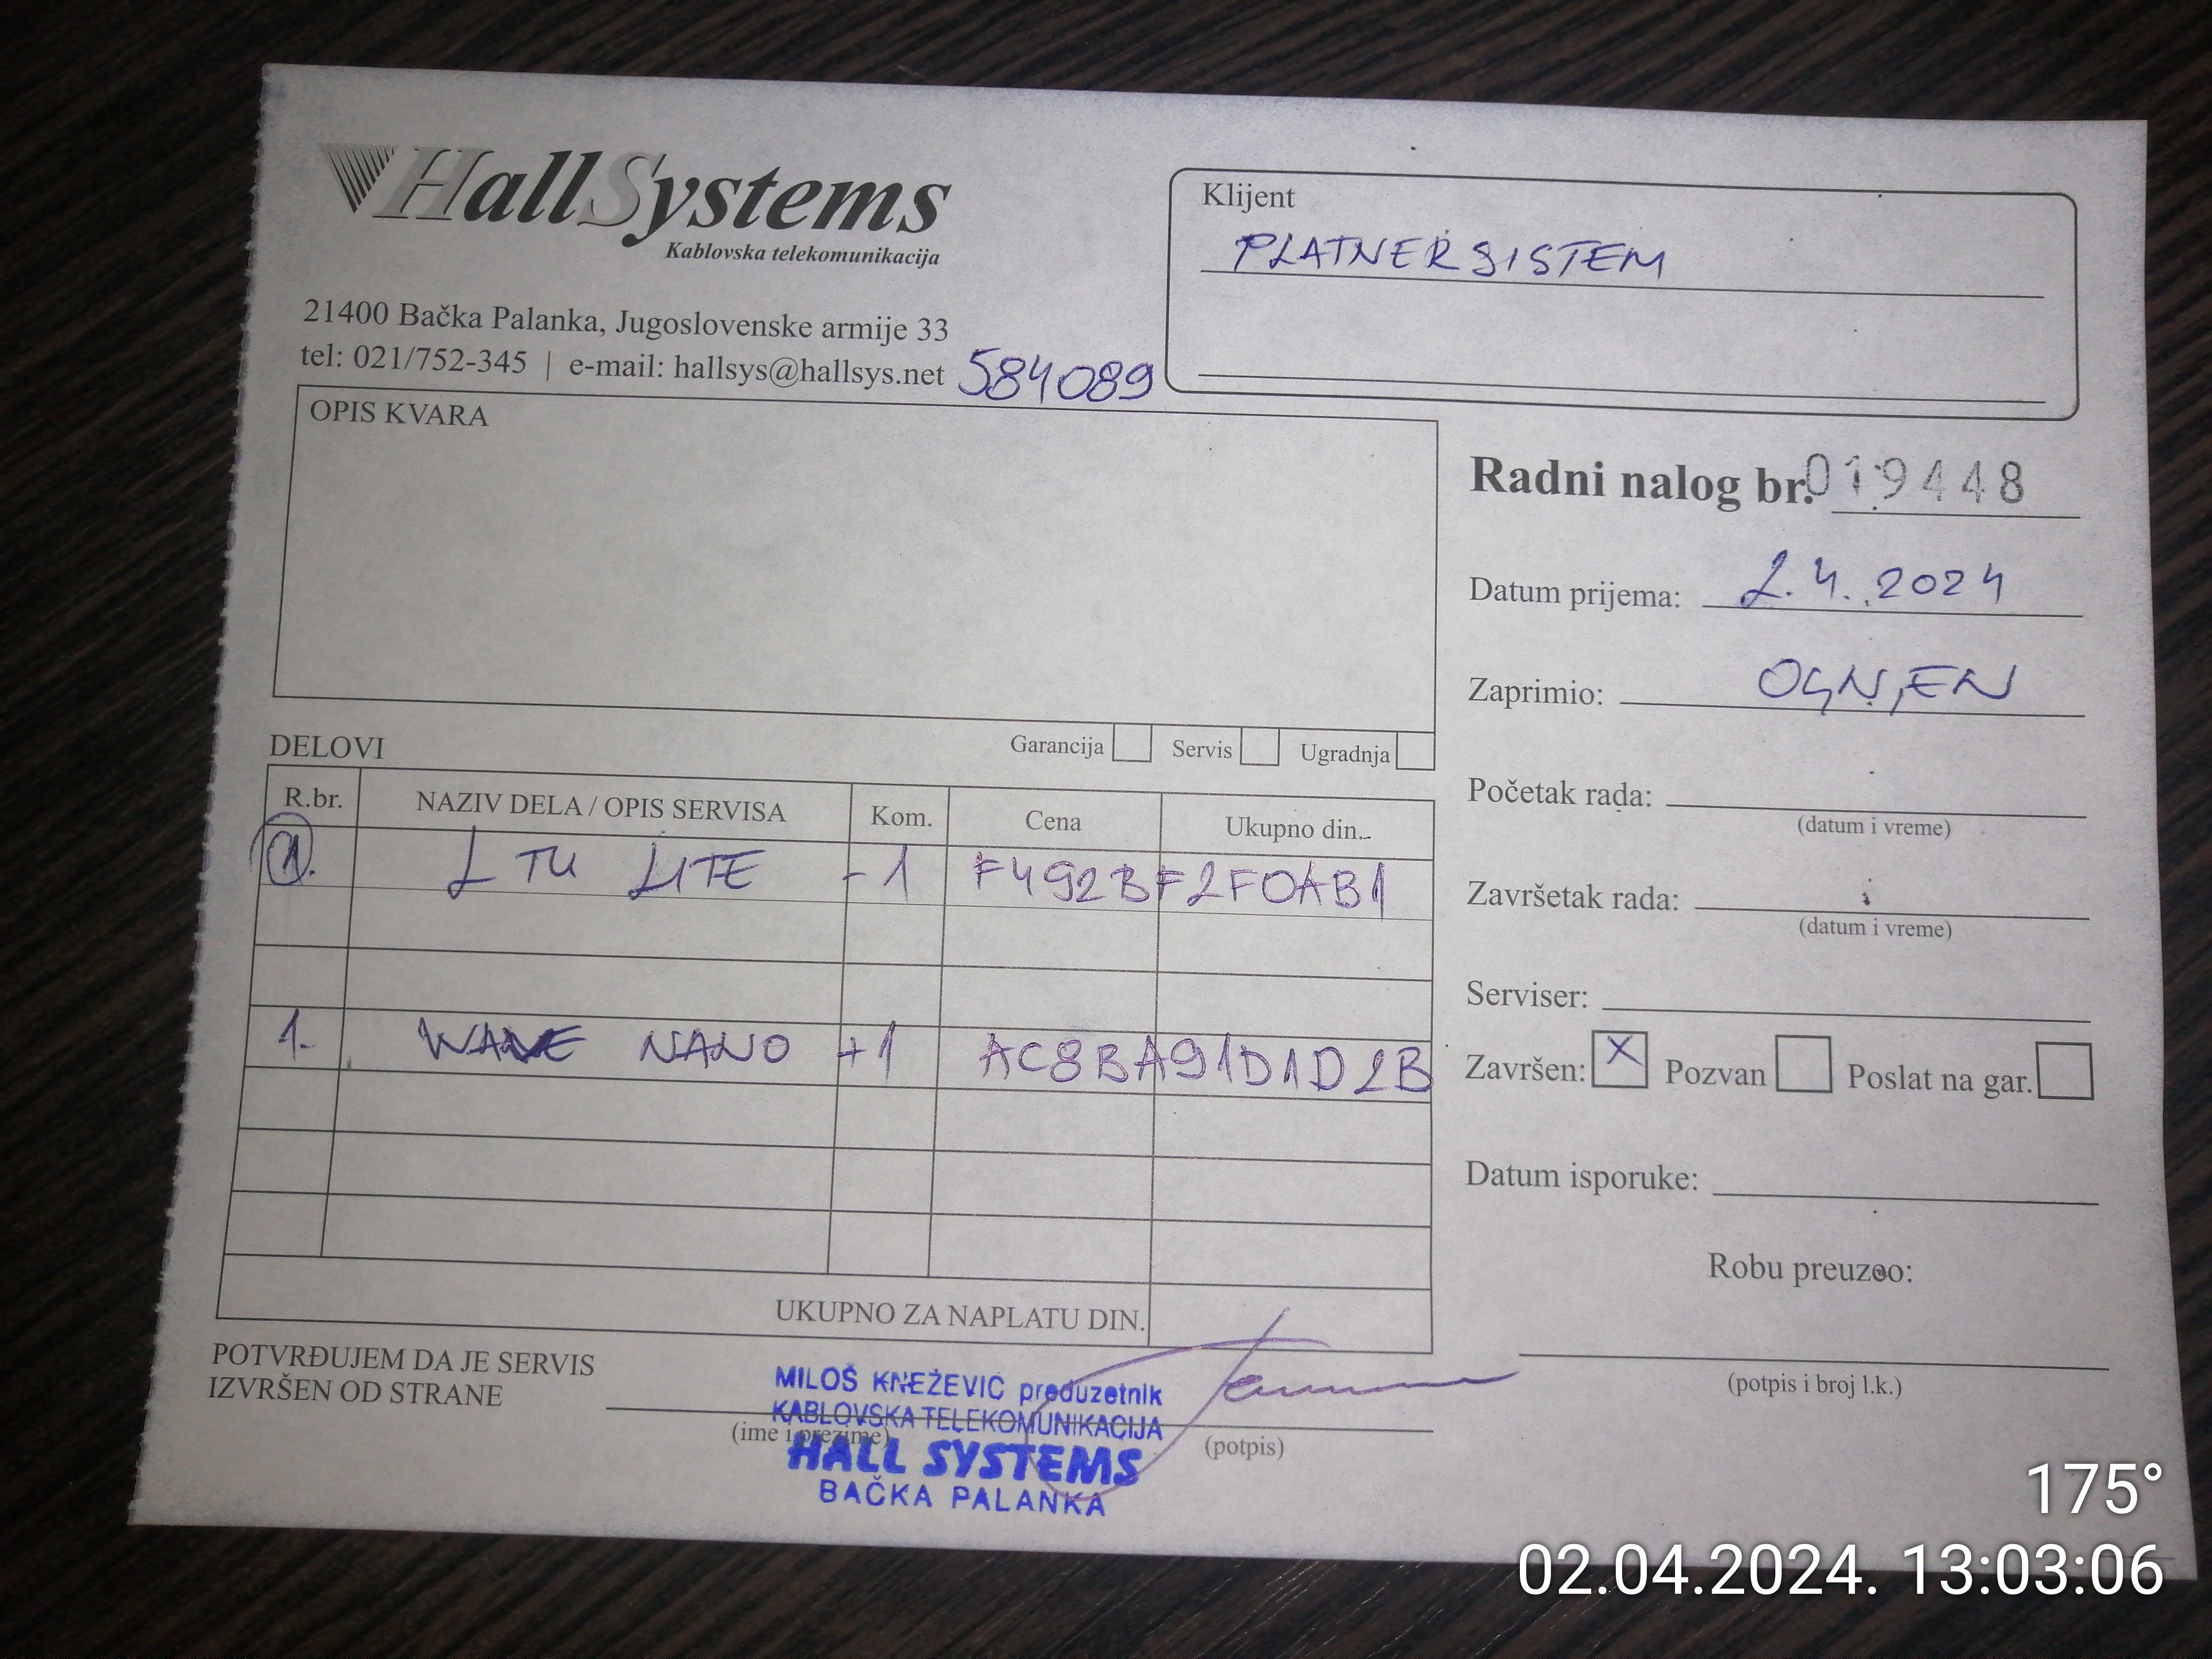 HallSystems
Kablovska telekomunikacija
21400 Bačka Palanka, Jugoslovenske armije 33
tel: 021/752-345 | e-mail: hallsys@hallsys.net 584089
Klijent
PLATNER SISTEM
OPIS KVARA
Garancija Servis Ugradnja
Radni nalog br. 019448
Datum prijema: 2.4.2024
Zaprimio: OGNJEN
Početak rada:
(datum i vreme)
Završetak rada:
(datum i vreme)
Serviser:
Završen: X Pozvan Poslat na gar.
Datum isporuke:
Robu preuzeo:
(potpis i broj l.k.)
DELOVI
R.br. NAZIV DELA / OPIS SERVISA Kom. Cena Ukupno din.
1. LTU LITE -1 F492BF2F0AB1
1. WAVE NANO +1 AC8BA91D1D2B
UKUPNO ZA NAPLATU DIN.
POTVRĐUJEM DA JE SERVIS
IZVRŠEN OD STRANE
(ime i prezime)
(potpis)
MILOŠ KNEŽEVIĆ preduzetnik
KABLOVSKA TELEKOMUNIKACIJA
HALL SYSTEMS
BAČKA PALANKA
175°
02.04.2024. 13:03:06